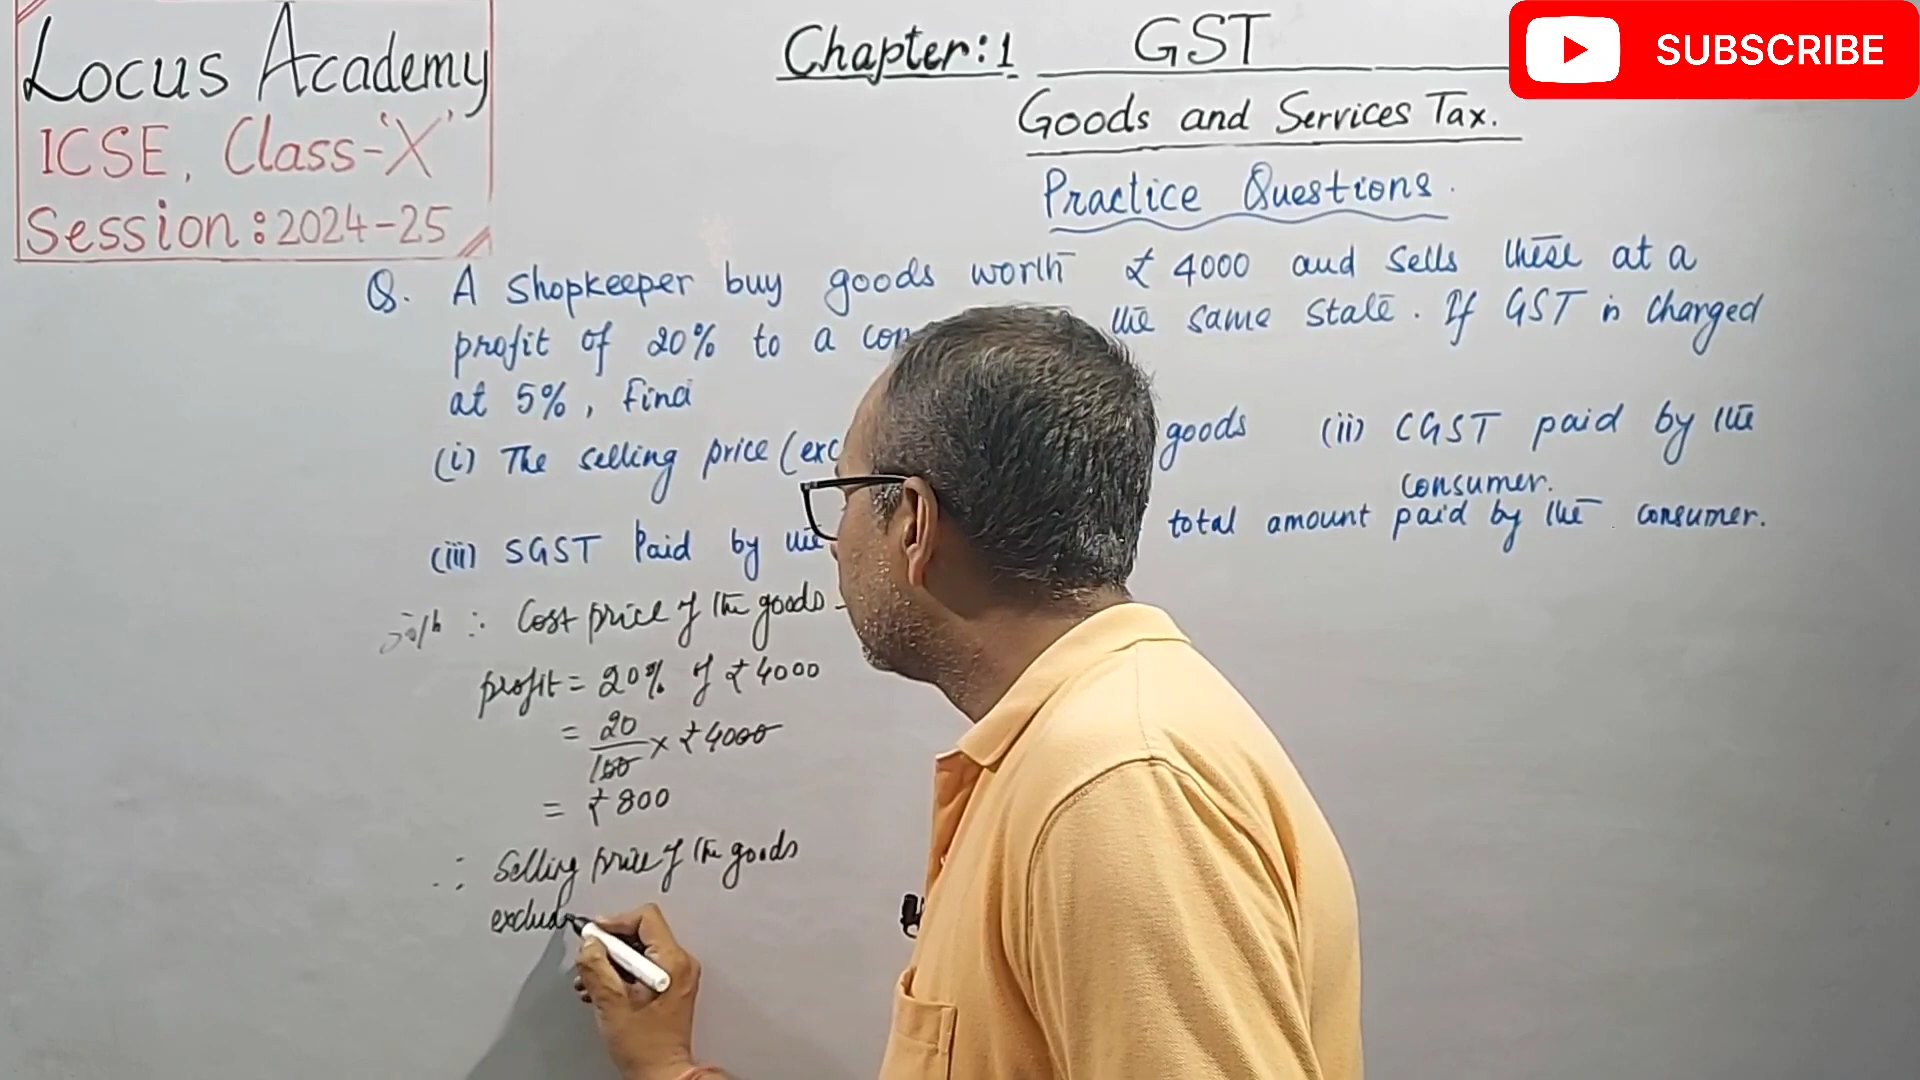 Locus Academy
ICSE, Class-'X'
Session: 2024-25
Chapter: 1 GST
SUBSCRIBE
Goods and Services Tax.
Practice Questions.
Q. A Shopkeeper buy goods worth ₹ 4000 and sells these at a
profit of 20% to a con the same state. If GST is charged
at 5%, Find
(i) The selling price (exc goods (ii) CGST paid by the
consumer.
(iii) SGST Paid by the total amount paid by the consumer.
Soln ∴ Cost price of the goods
profit = 20% of ₹ 4000
= 20/100 × ₹ 4000
= ₹ 800
∴ Selling price of the goods
exclud